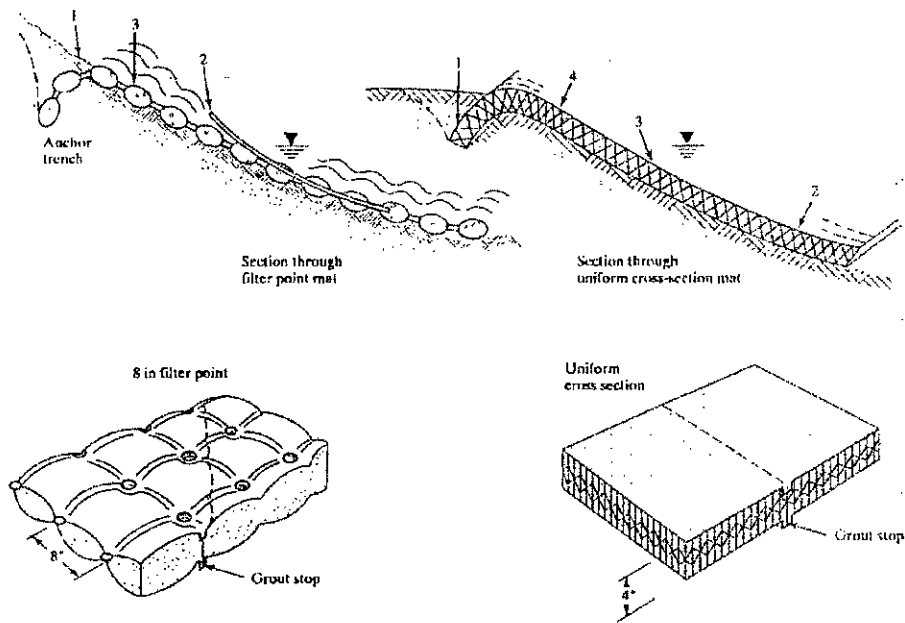 1
3
2
Anchor
trench
Section through
filter point mat
1
4
3
2
Section through
uniform cross-section mat
8 in filter point
8"
Grout stop
Uniform
cross section
Grout stop
4"